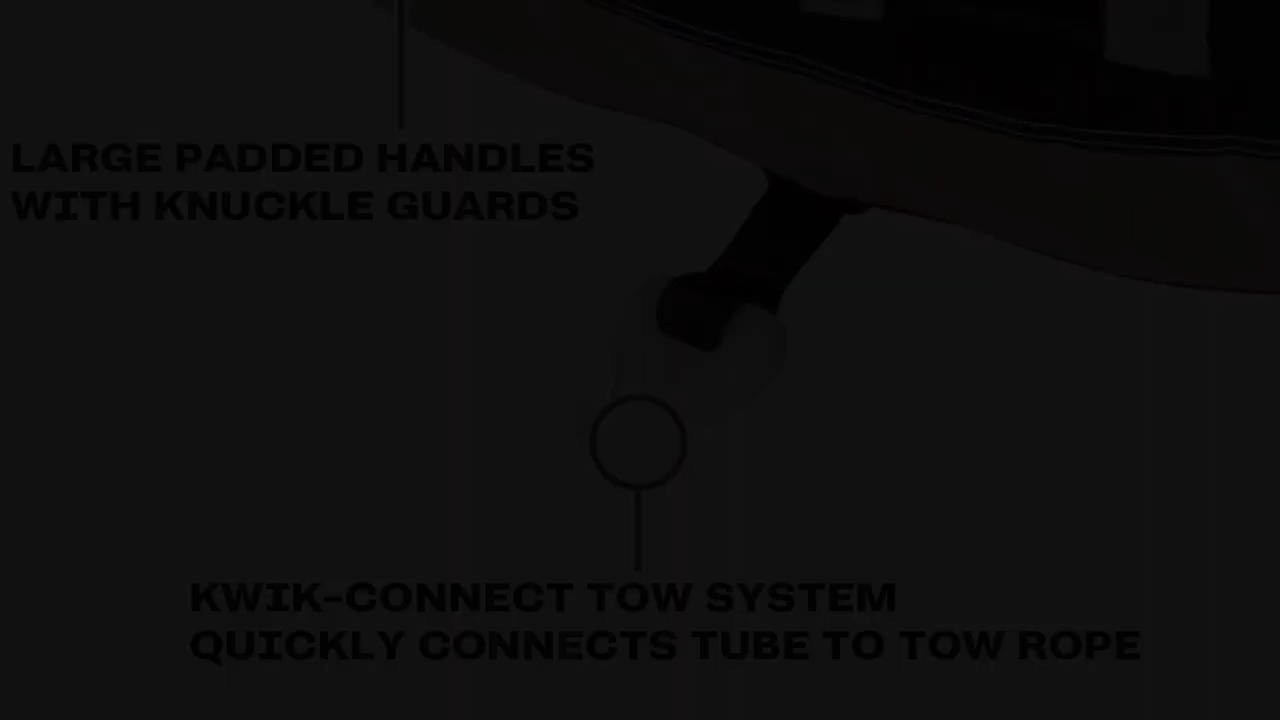 LARGE PADDED HANDLES
WITH KNUCKLE GUARDS
KWIK-CONNECT TOW SYSTEM
QUICKLY CONNECTS TUBE TO TOW ROPE